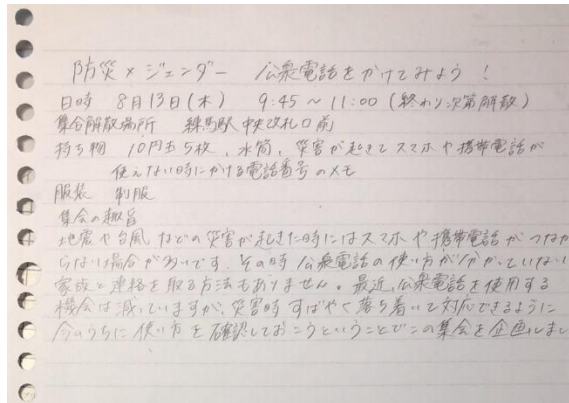 防災×ジェンダー 公衆電話をかけてみよう！
日時 8月13日(木) 9:45～11:00 (終わり次第解散)
集合解散場所 練馬駅中央改札口前
持ち物 10円玉5枚、水筒、災害が起きてスマホや携帯電話が
使えない時にかける電話番号のメモ
服装 制服
集会の趣旨
地震や台風などの災害が起きた時にはスマホや携帯電話がつなが
らない場合が多いです。その時公衆電話の使い方が分かっていない
家族と連絡を取る方法もありません。最近、公衆電話を使用する
機会は減っていますが、災害時すばやく落ち着いて対応できるように
今のうちに使い方を確認しておこうということでこの集会を企画しまし